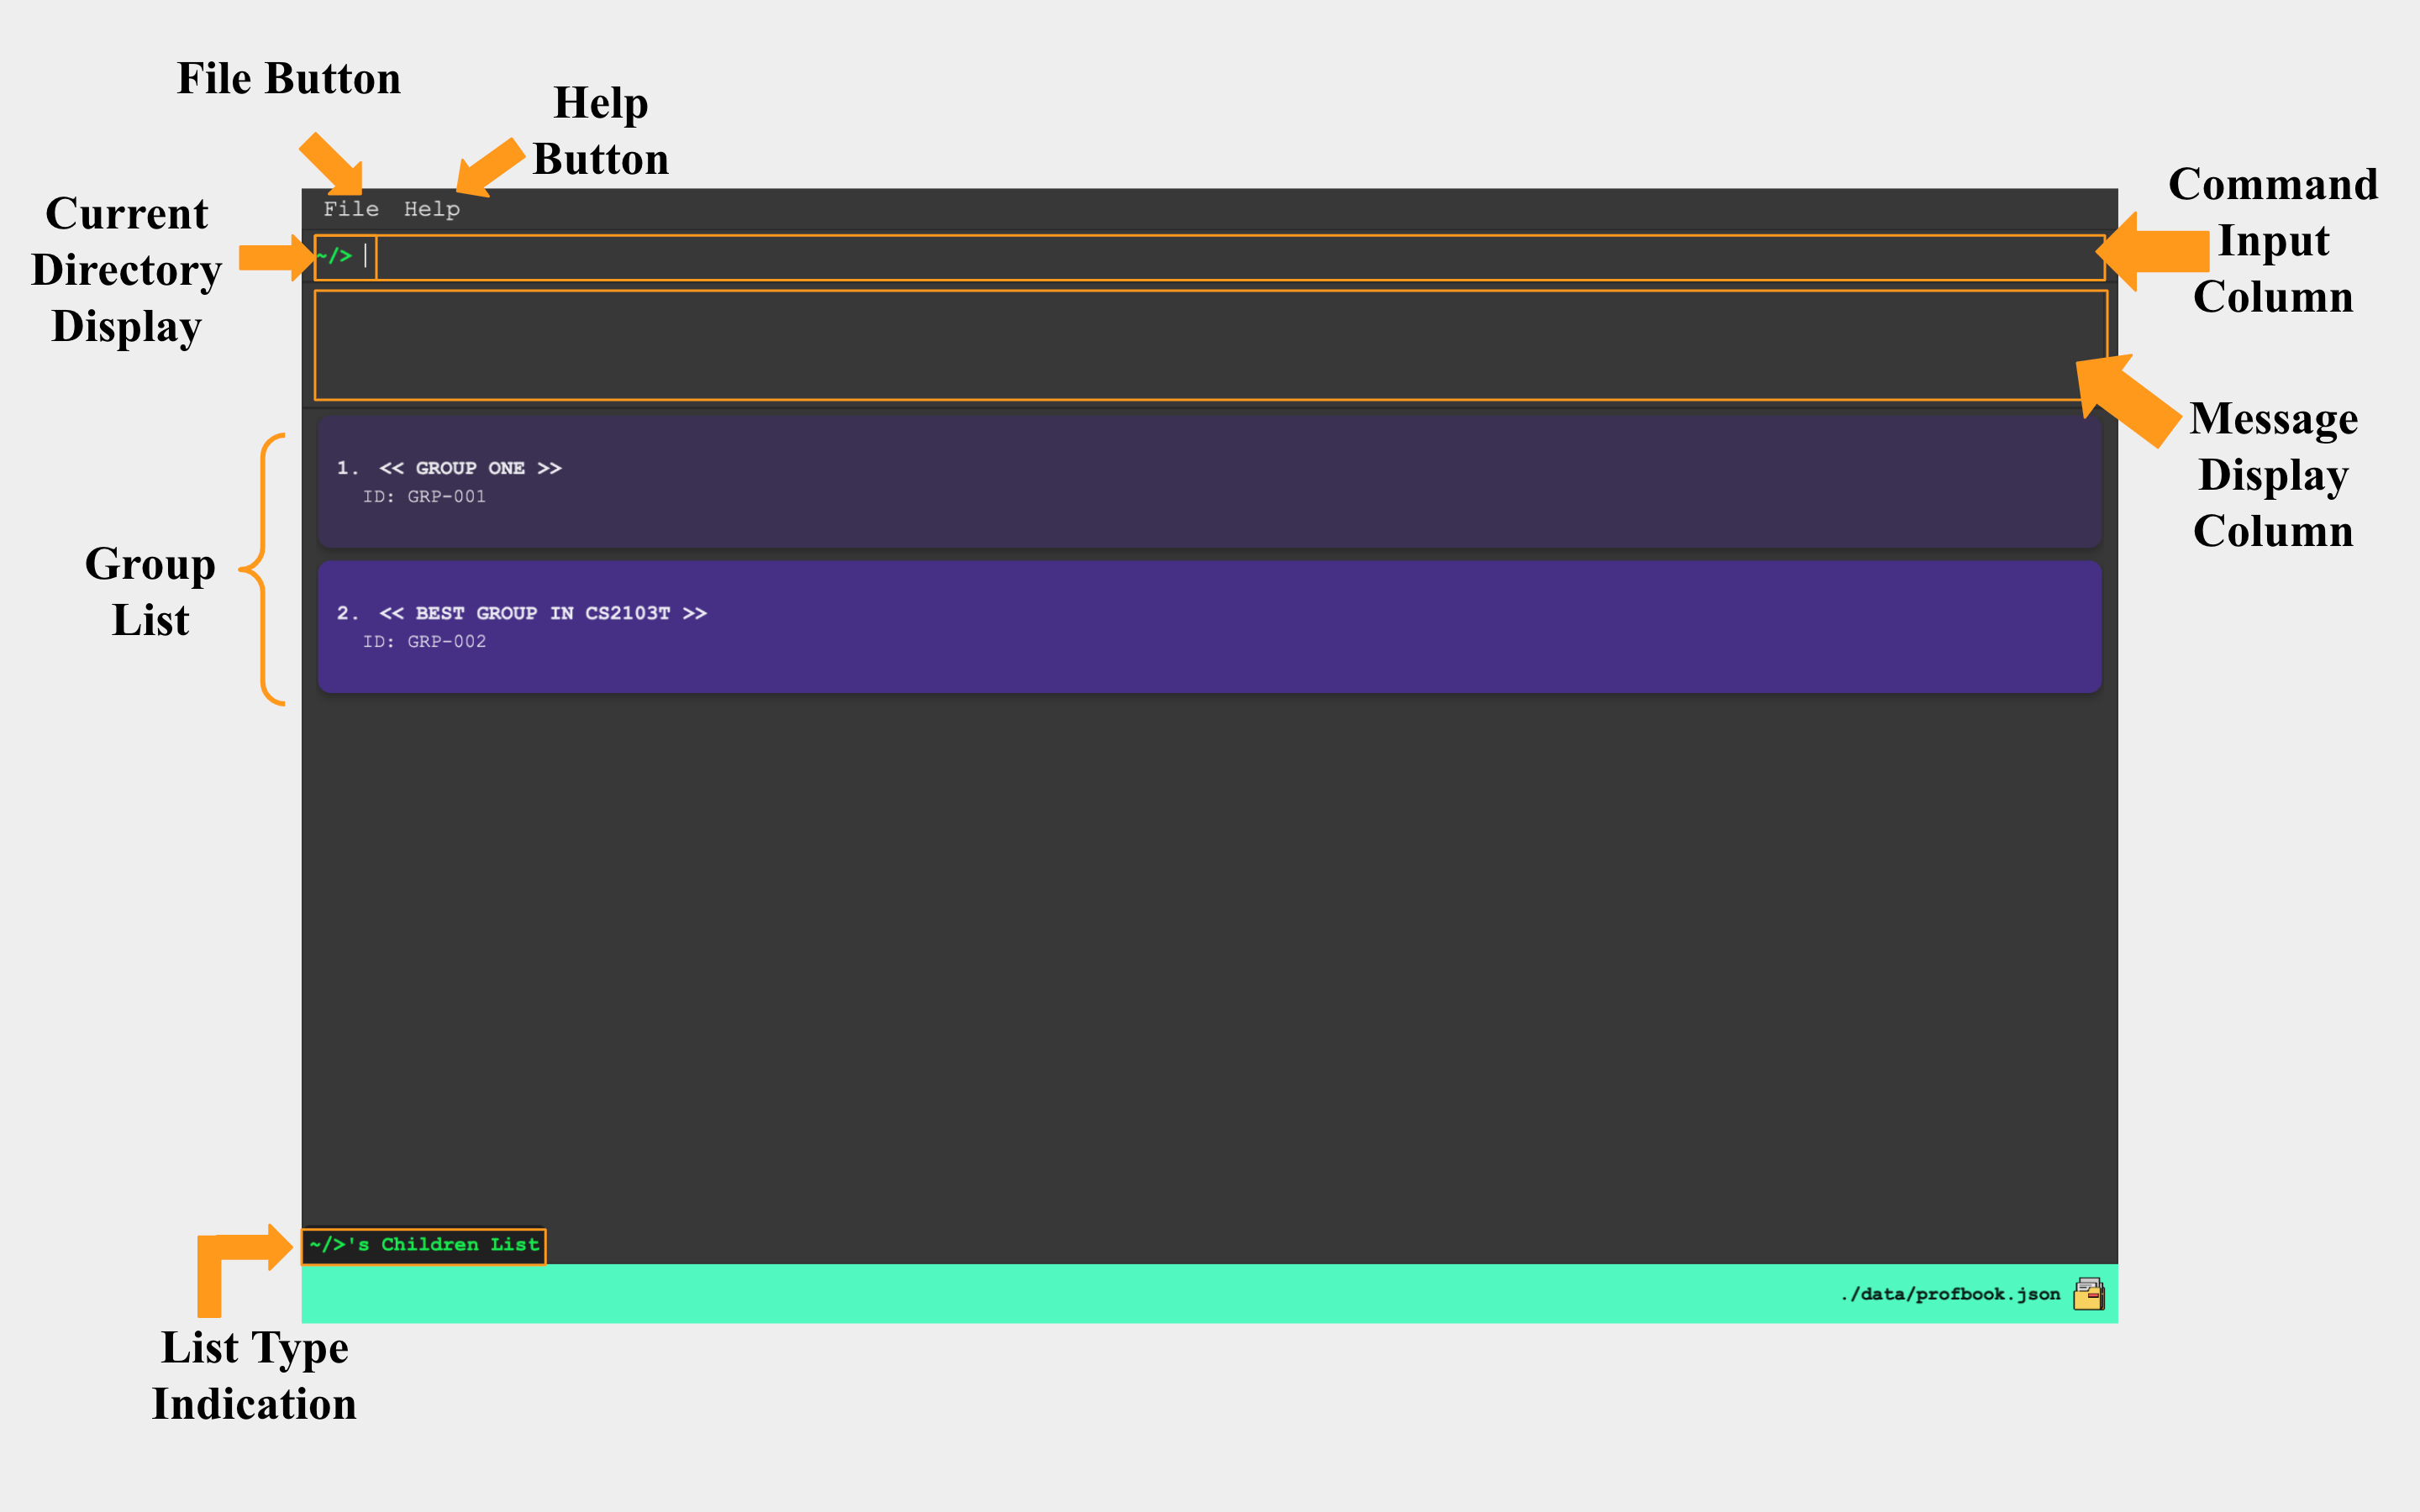 File Button
Help
Button
Current
Directory
Display
File Help
~/>
Command
Input
Column
Message
Display
Column
Group
List
1. << GROUP ONE >>
ID: GRP-001
2. << BEST GROUP IN CS2103T >>
ID: GRP-002
~/>'s Children List
./data/profbook.json
List Type
Indication